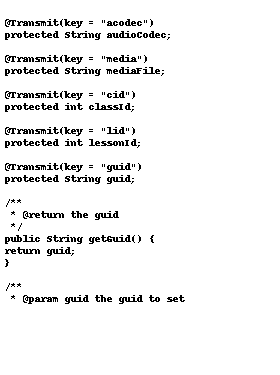 @Transmit(key = "acodec")
protected String audioCodec;
@Transmit(key = "media")
protected String mediaFile;
@Transmit(key = "cid")
protected int classId;
@Transmit(key = "lid")
protected int lessonId;
@Transmit(key = "guid")
protected String guid;
/**
 * @return the guid
 */
public String getGuid() {
return guid;
}
/**
 * @param guid the guid to set